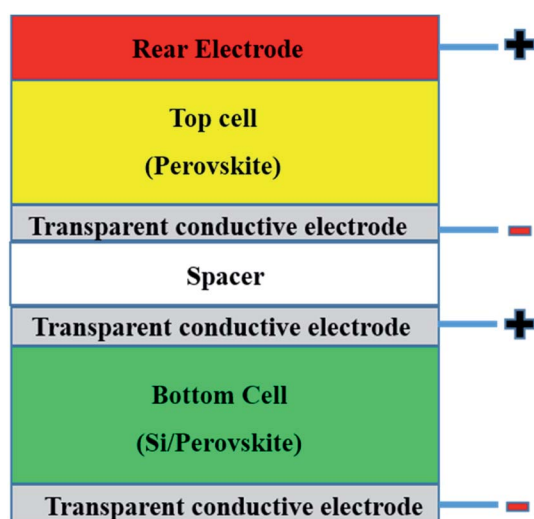 Rear Electrode
+
Top cell
(Perovskite)
Transparent conductive electrode
-
Spacer
Transparent conductive electrode
+
Bottom Cell
(Si/Perovskite)
Transparent conductive electrode
-